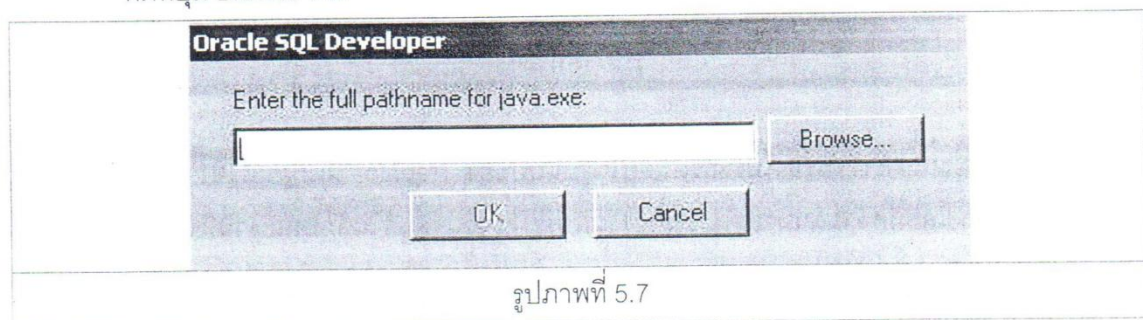 Oracle SQL Developer
Enter the full pathname for java.exe:
Browse...
OK
Cancel
รูปภาพที่ 5.7